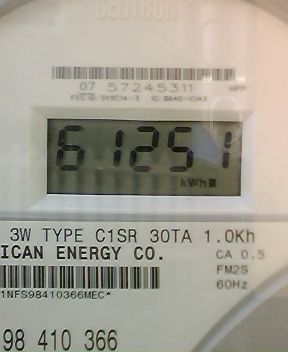 CENTRON
07 57245311
61251
kWh
3W TYPE C1SR 30TA 1.0Kh
ICAN ENERGY CO. CA 0.5
FM2S
1NFS98410366MEC* 60Hz
98 410 366